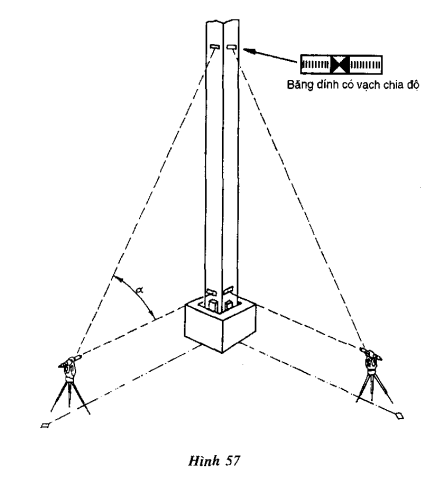 Băng dính có vạch chia độ
α
Hình 57